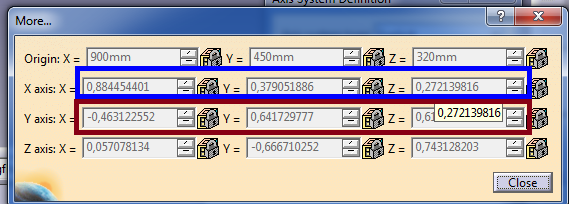 Axis System Definition
More...
Origin: X = 900mm Y = 450mm Z = 320mm
X axis: X = 0,884454401 Y = 0,379051886 Z = 0,272139816
Y axis: X = -0,463122552 Y = 0,641729777 Z = 0,61 0,272139816
Z axis: X = 0,057078134 Y = -0,666710252 Z = 0,743128203
Close